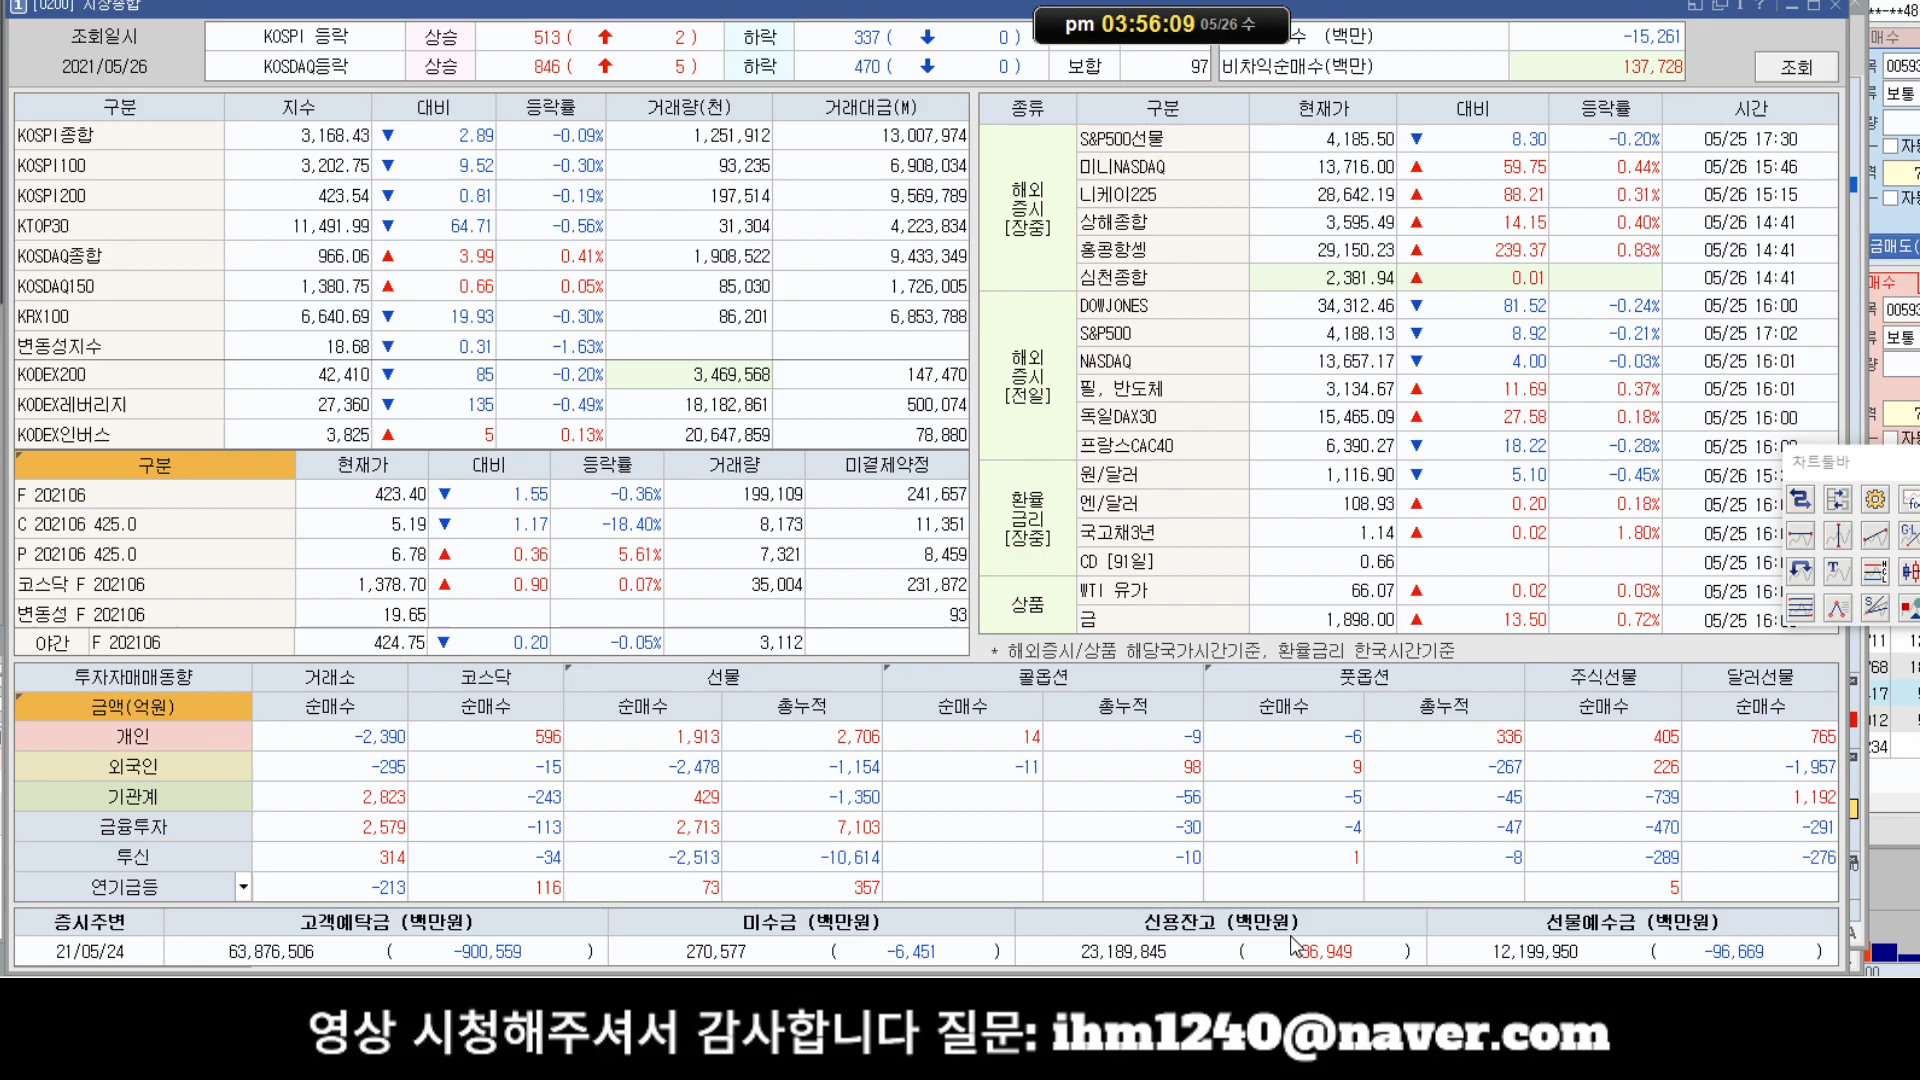 [0200] 시장종합
조회일시 KOSPI 등락 상승 513 ( 2 ) 하락 337 ( 0 )
pm 03:56:09 05/26 수
수 (백만) -15,261
2021/05/26 KOSDAQ등락 상승 846 ( 5 ) 하락 470 ( 0 ) 보합 97 비차익순매수(백만) 137,728 조회
구분 지수 대비 등락률 거래량(천) 거래대금(M)
KOSPI종합 3,168.43 ▼ 2.89 -0.09% 1,251,912 13,007,974
KOSPI100 3,202.75 ▼ 9.52 -0.30% 93,235 6,908,034
KOSPI200 423.54 ▼ 0.81 -0.19% 197,514 9,569,789
KTOP30 11,491.99 ▼ 64.71 -0.56% 31,304 4,223,834
KOSDAQ종합 966.06 ▲ 3.99 0.41% 1,908,522 9,433,349
KOSDAQ150 1,380.75 ▲ 0.66 0.05% 85,030 1,726,005
KRX100 6,640.69 ▼ 19.93 -0.30% 86,201 6,853,788
변동성지수 18.68 ▼ 0.31 -1.63%
KODEX200 42,410 ▼ 85 -0.20% 3,469,568 147,470
KODEX레버리지 27,360 ▼ 135 -0.49% 18,182,861 500,074
KODEX인버스 3,825 ▲ 5 0.13% 20,647,859 78,880
구분 현재가 대비 등락률 거래량 미결제약정
F 202106 423.40 ▼ 1.55 -0.36% 199,109 241,657
C 202106 425.0 5.19 ▼ 1.17 -18.40% 8,173 11,351
P 202106 425.0 6.78 ▲ 0.36 5.61% 7,321 8,459
코스닥 F 202106 1,378.70 ▲ 0.90 0.07% 35,004 231,872
변동성 F 202106 19.65 93
야간 F 202106 424.75 ▼ 0.20 -0.05% 3,112
종류 구분 현재가 대비 등락률 시간
해외 증시 [장중]
S&P500선물 4,185.50 ▼ 8.30 -0.20% 05/25 17:30
미니NASDAQ 13,716.00 ▲ 59.75 0.44% 05/26 15:46
니케이225 28,642.19 ▲ 88.21 0.31% 05/26 15:15
상해종합 3,595.49 ▲ 14.15 0.40% 05/26 14:41
홍콩항셍 29,150.23 ▲ 239.37 0.83% 05/26 14:41
심천종합 2,381.94 ▲ 0.01 05/26 14:41
해외 증시 [전일]
DOWJONES 34,312.46 ▼ 81.52 -0.24% 05/25 16:00
S&P500 4,188.13 ▼ 8.92 -0.21% 05/25 17:02
NASDAQ 13,657.17 ▼ 4.00 -0.03% 05/25 16:01
필, 반도체 3,134.67 ▲ 11.69 0.37% 05/25 16:01
독일DAX30 15,465.09 ▲ 27.58 0.18% 05/25 16:00
프랑스CAC40 6,390.27 ▼ 18.22 -0.28% 05/25
환율 금리 [장중]
원/달러 1,116.90 ▼ 5.10 -0.45% 05/26
엔/달러 108.93 ▲ 0.20 0.18% 05/26
국고채3년 1.14 ▲ 0.02 1.80% 05/26
CD [91일] 0.66 05/26
상품
WTI 유가 66.07 ▲ 0.02 0.03% 05/25
금 1,898.00 ▲ 13.50 0.72% 05/25
* 해외증시/상품 해당국가시간기준, 환율금리 한국시간기준
차트툴바
투자자매매동향 거래소 코스닥 선물 콜옵션 풋옵션 주식선물 달러선물
금액(억원) 순매수 순매수 순매수 총누적 순매수 총누적 순매수 총누적 순매수 순매수
개인 -2,390 596 1,913 2,706 14 -9 -6 336 405 765
외국인 -295 -15 -2,478 -1,154 -11 98 9 -267 226 -1,957
기관계 2,823 -243 429 -1,350 -56 -5 -45 -739 1,192
금융투자 2,579 -113 2,713 7,103 -30 -4 -47 -470 -291
투신 314 -34 -2,513 -10,614 -10 1 -8 -289 -276
연기금등 -213 116 73 357 5
증시주변 고객예탁금 (백만원) 미수금 (백만원) 신용잔고 (백만원) 선물예수금 (백만원)
21/05/24 63,876,506 ( -900,559 ) 270,577 ( -6,451 ) 23,189,845 ( ) 12,199,950 ( -96,669 )
영상 시청해주셔서 감사합니다 질문: ihm1240@naver.com